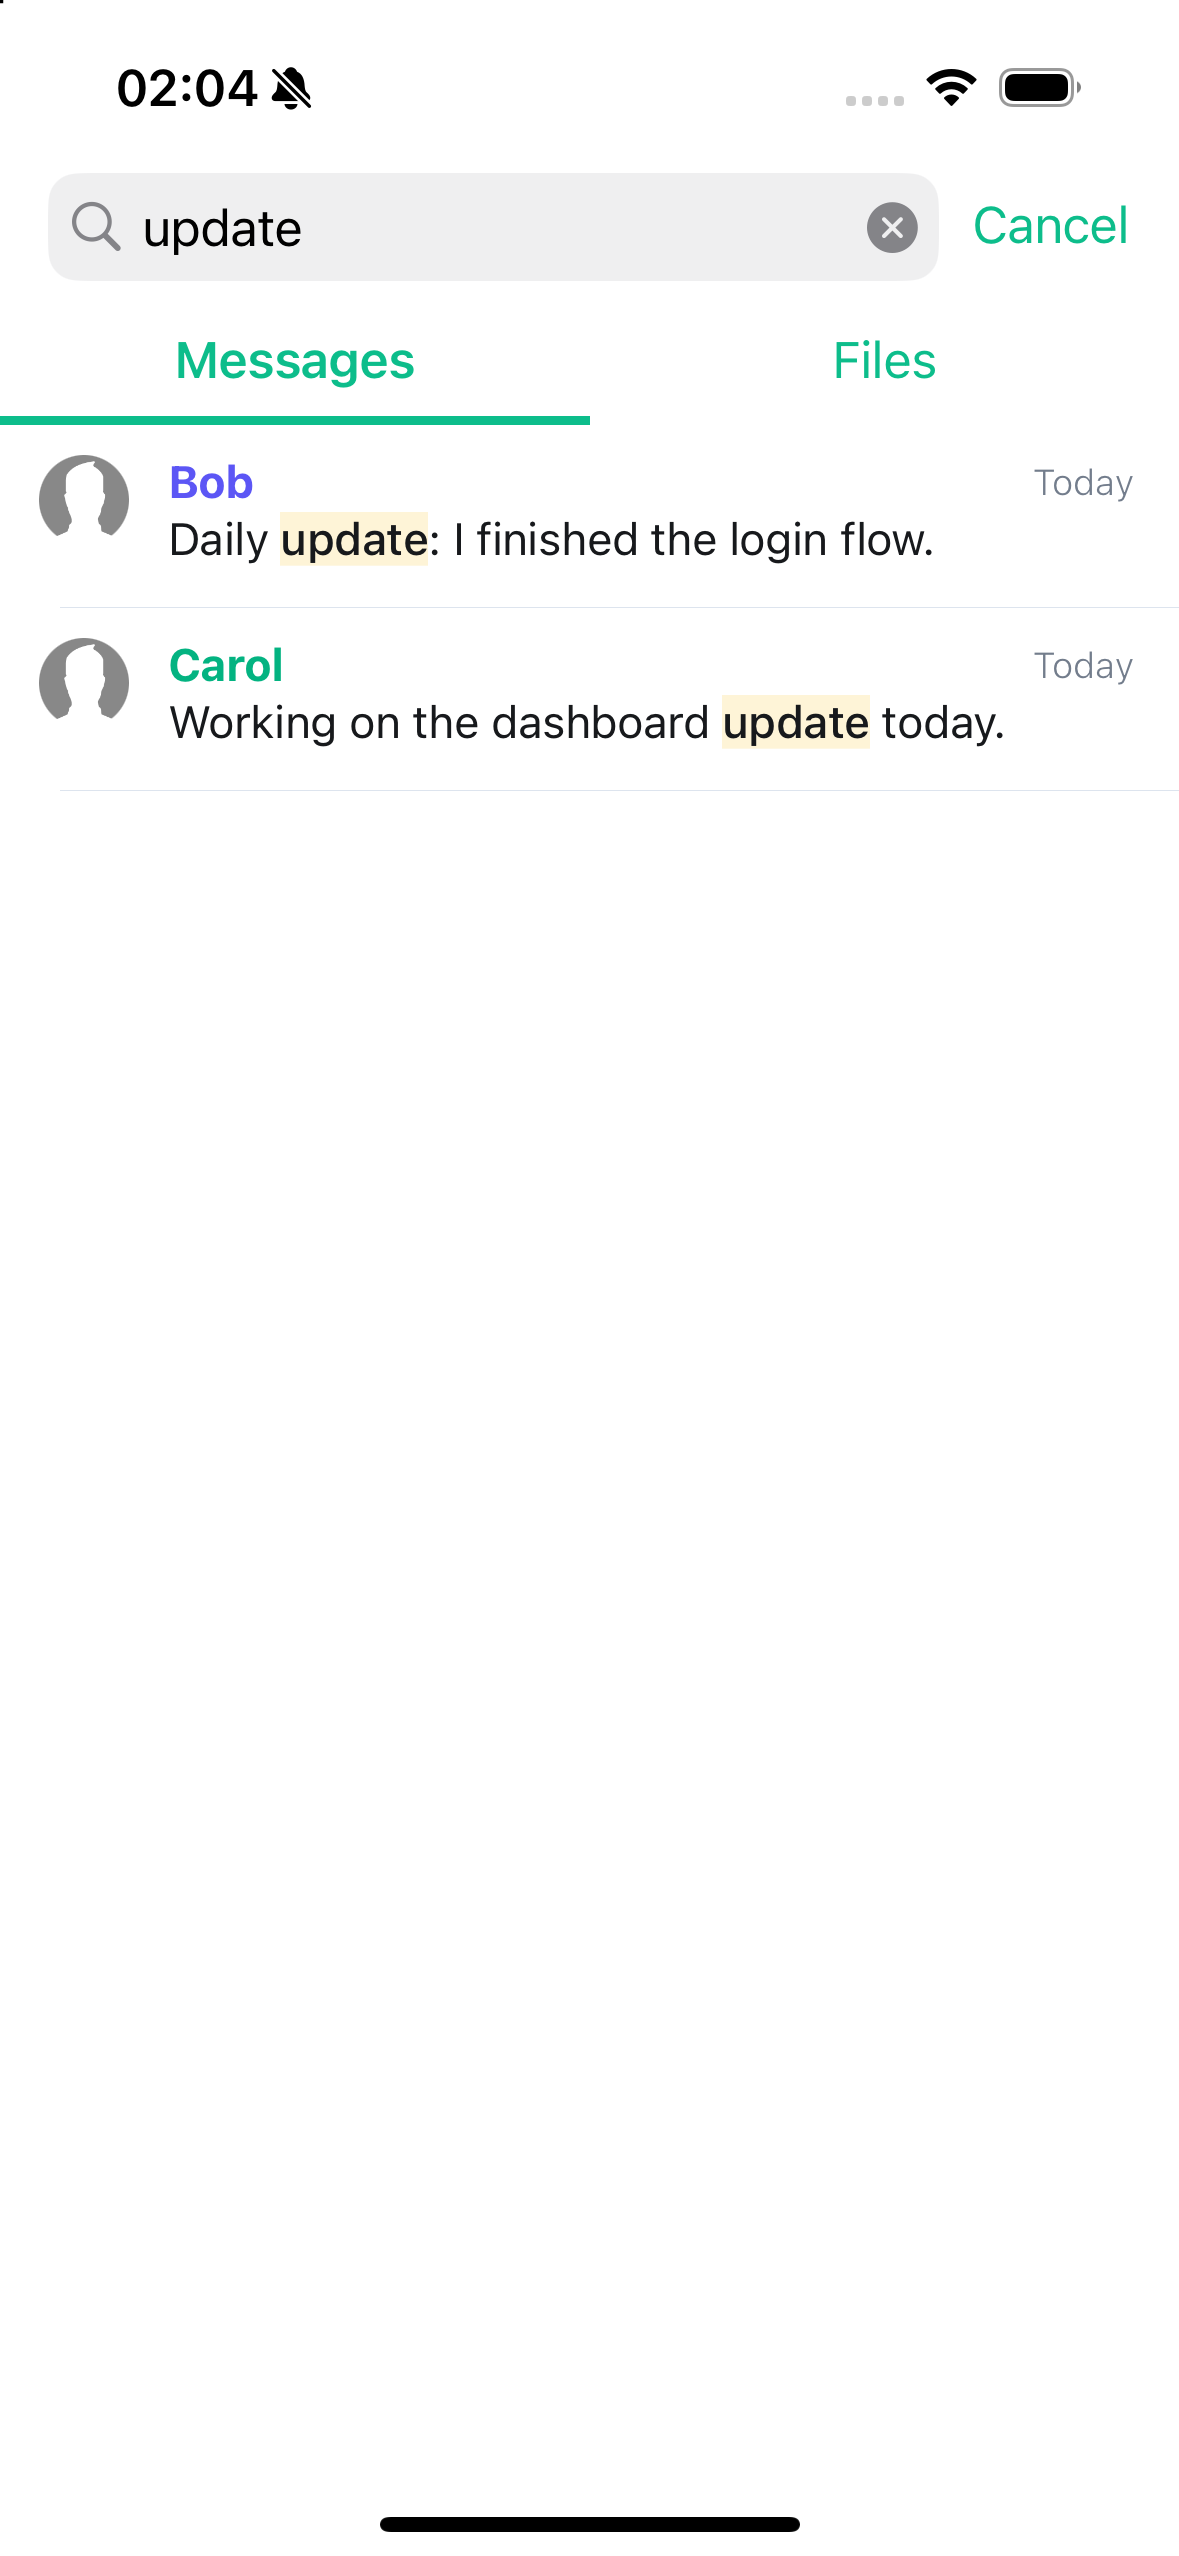 02:04
update
Cancel
Messages
Files
Bob
Today
Daily update: I finished the login flow.
Carol
Today
Working on the dashboard update today.